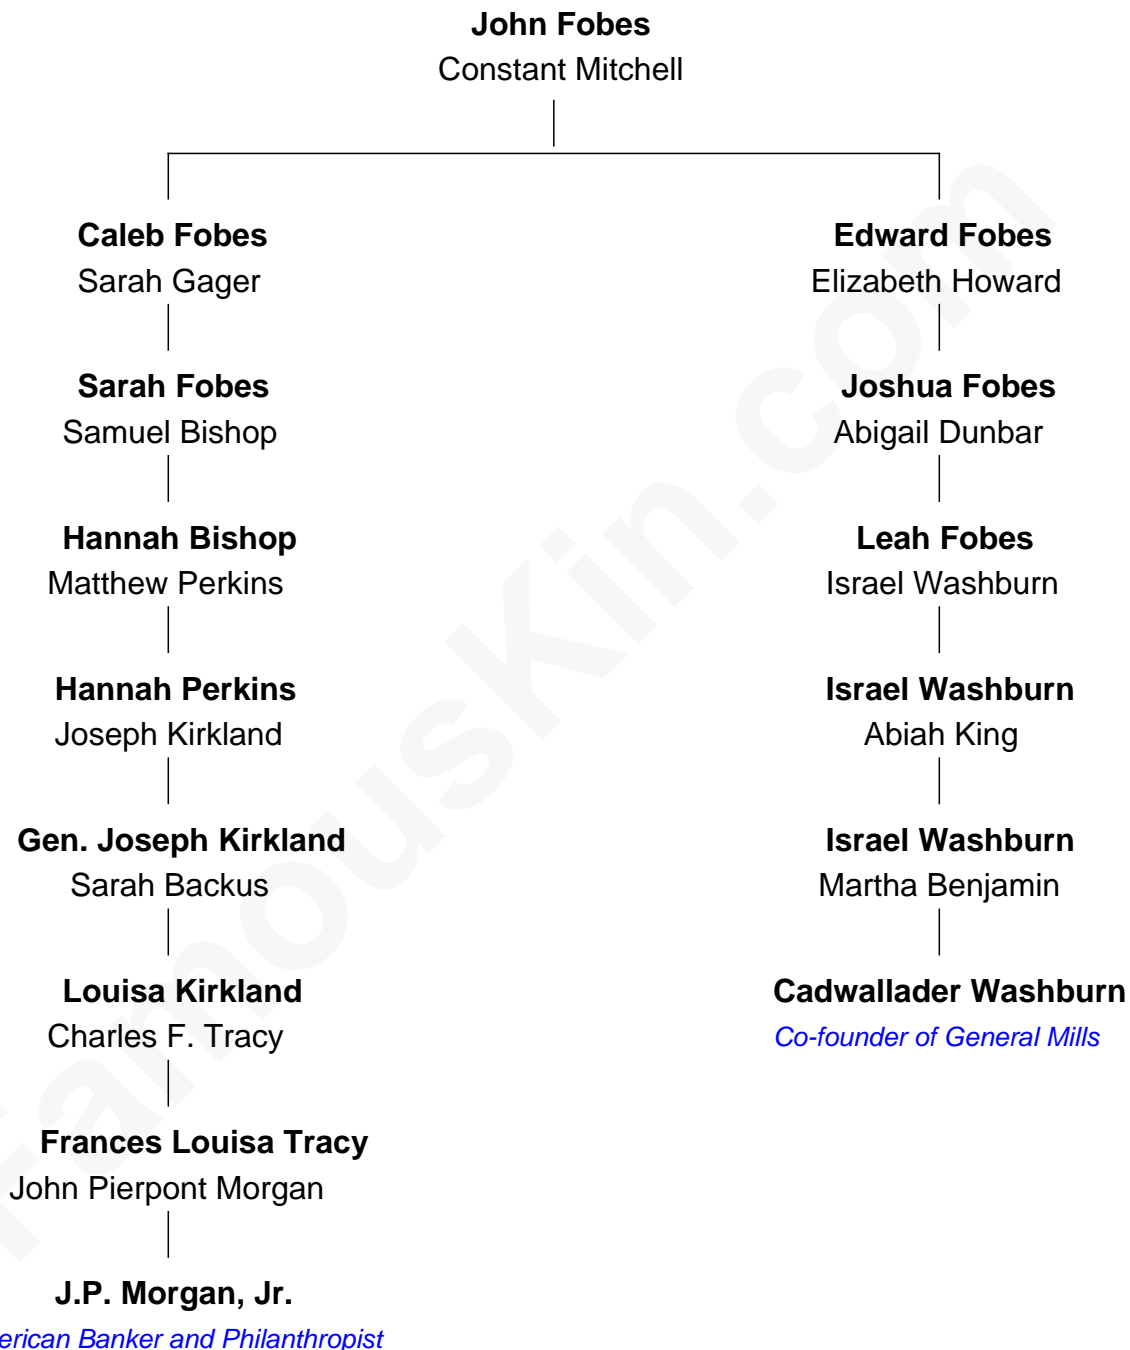 John Fobes
Constant Mitchell
Caleb Fobes
Sarah Gager
Edward Fobes
Elizabeth Howard
Sarah Fobes
Samuel Bishop
Joshua Fobes
Abigail Dunbar
Hannah Bishop
Matthew Perkins
Leah Fobes
Israel Washburn
Hannah Perkins
Joseph Kirkland
Israel Washburn
Abiah King
Gen. Joseph Kirkland
Sarah Backus
Israel Washburn
Martha Benjamin
Louisa Kirkland
Charles F. Tracy
Cadwallader Washburn
Co-founder of General Mills
Frances Louisa Tracy
John Pierpont Morgan
J.P. Morgan, Jr.
erican Banker and Philanthropist
FamousKin.com